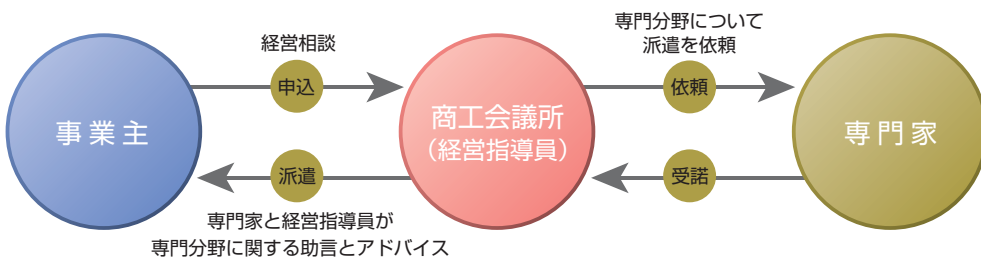 経営相談
申込
専門分野について
派遣を依頼
依頼
事業主
商工会議所
（経営指導員）
専門家
派遣
専門家と経営指導員が
専門分野に関する助言とアドバイス
受諾